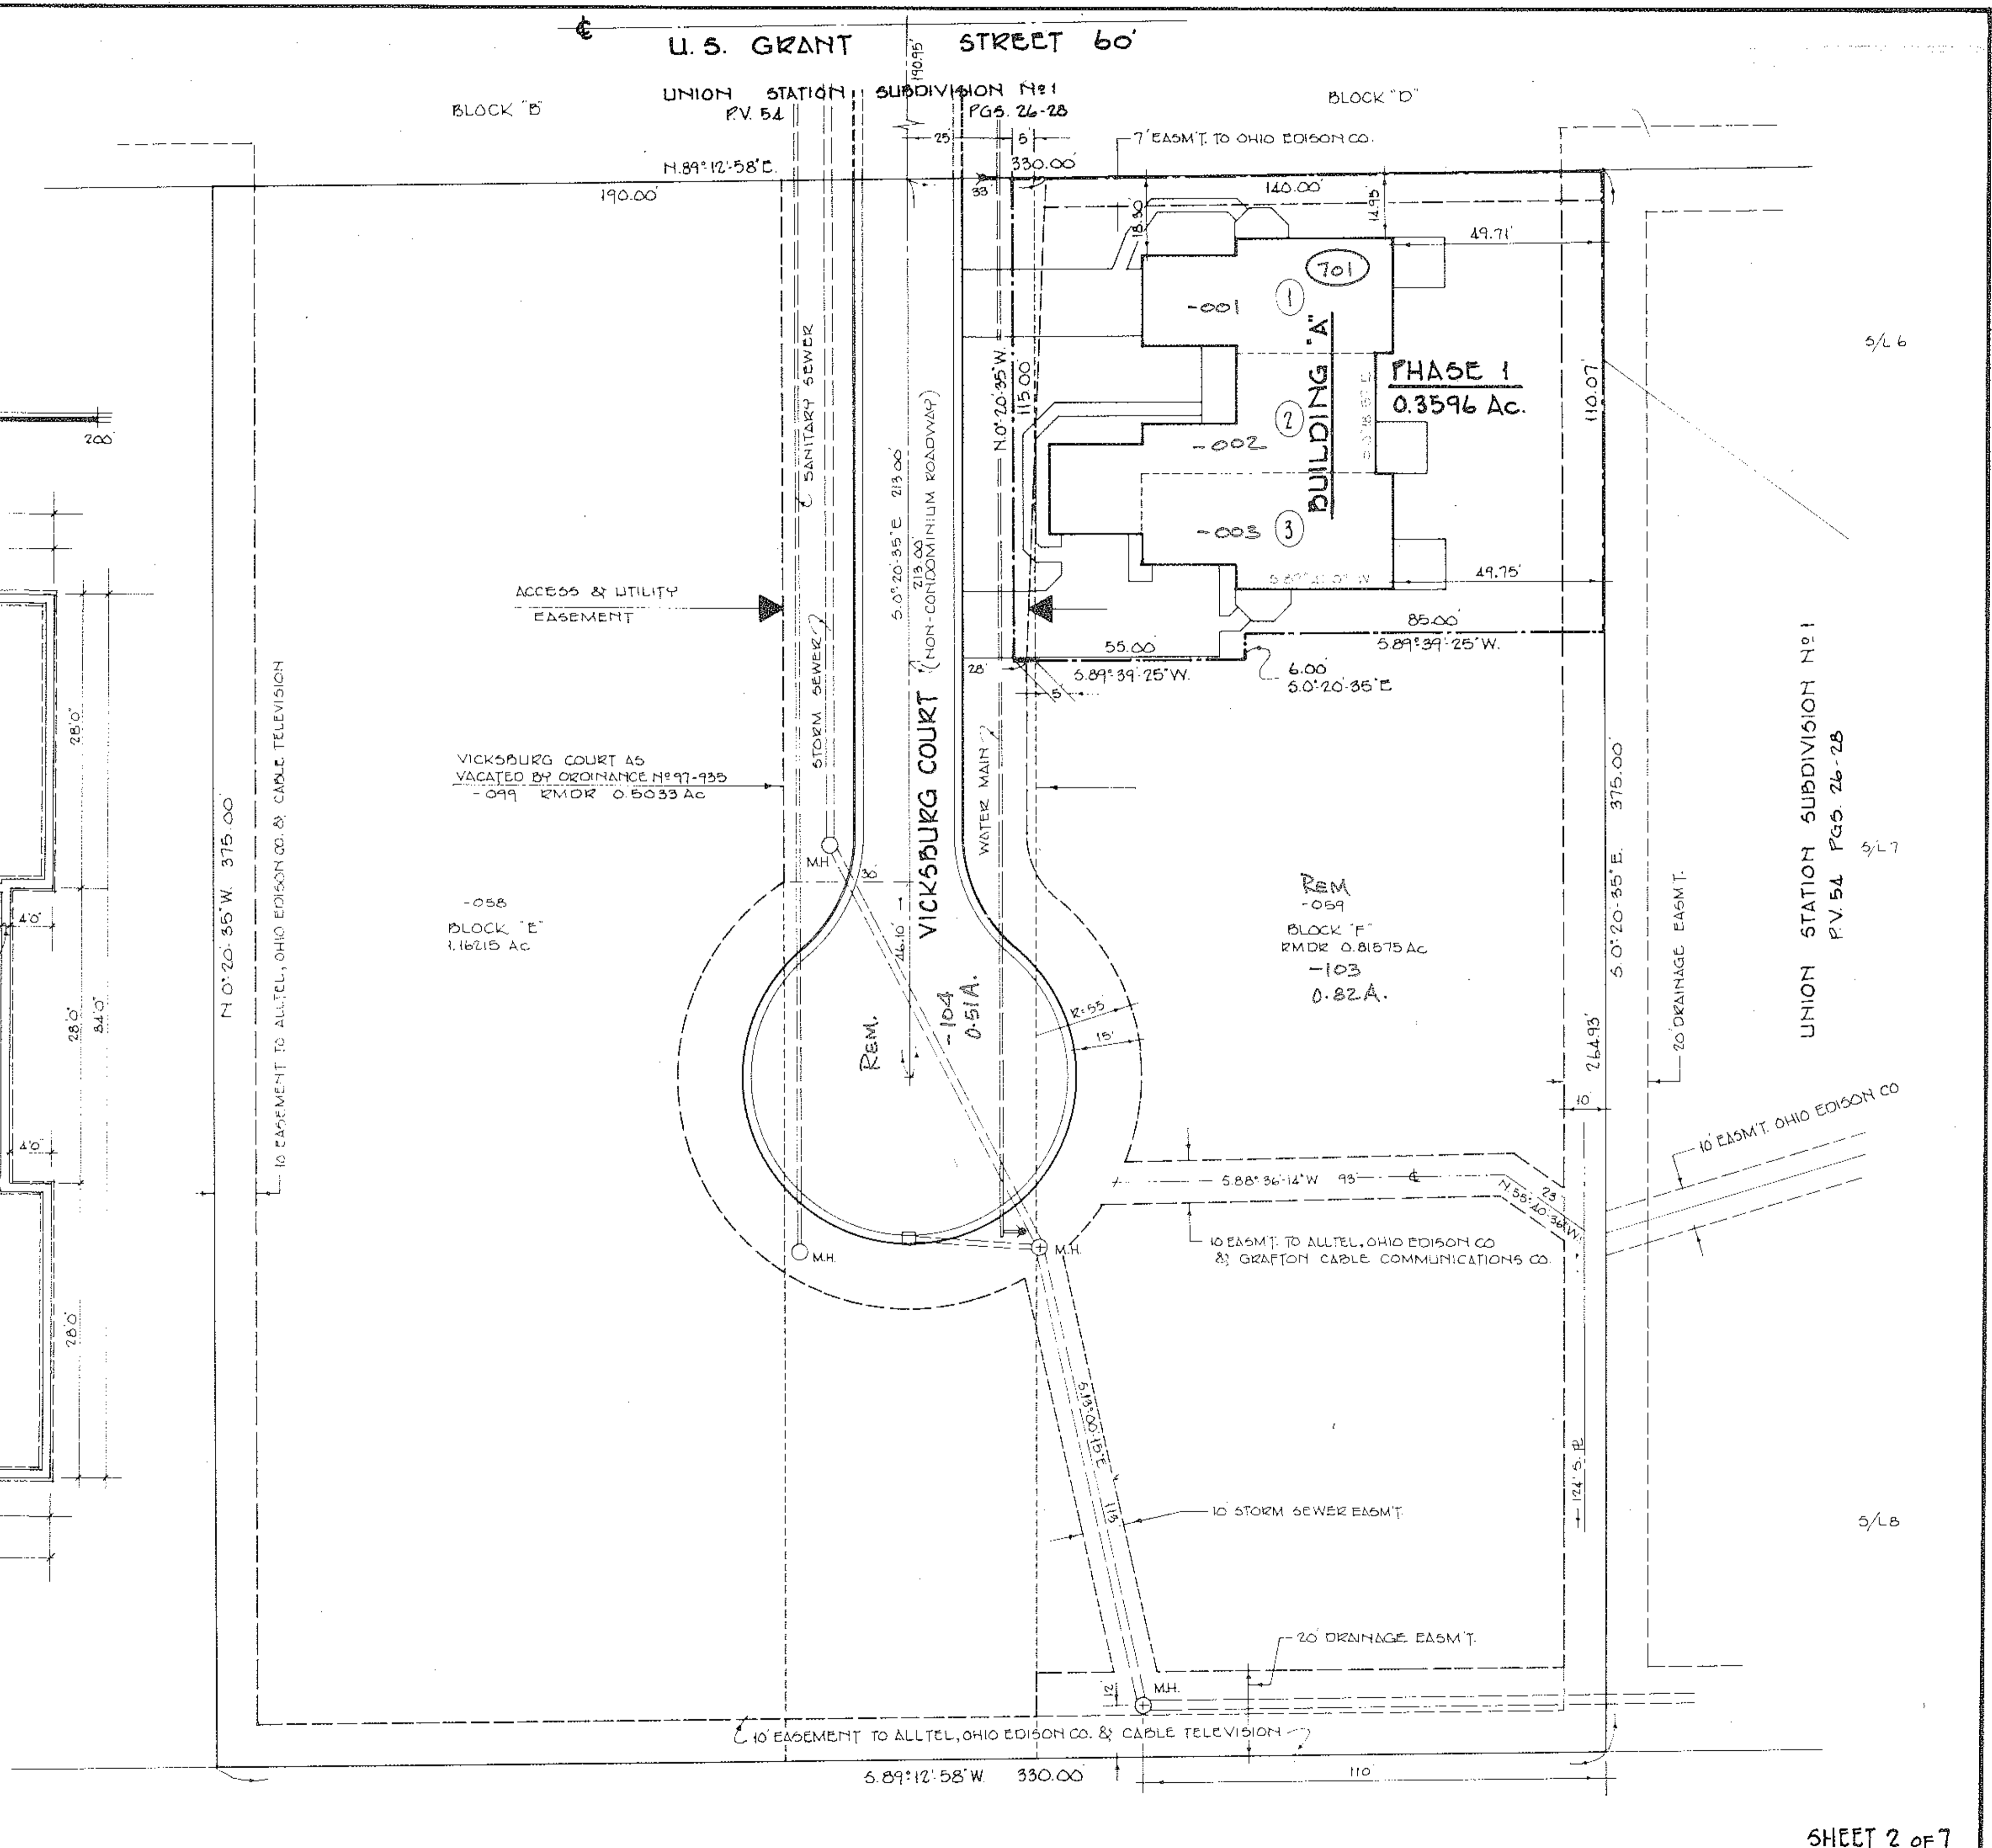 ℄
U.S. GRANT STREET 60'
190.95'
UNION STATION SUBDIVISION Nº1
P.V. 54 PGS. 26-28
BLOCK "B"
BLOCK "D"
25'
5'
7' EASM'T. TO OHIO EDISON CO.
N.89°-12'-58"E.
330.00'
190.00'
33'
140.00'
18.30
14.95'
49.71'
701
-001
1
BUILDING "A"
PHASE 1
0.3596 Ac.
2
-002
-003
3
49.75'
110.07'
S/L 6
200'
℄ SANITARY SEWER
S.0°-20'-35"E 213.00'
213.00'
(NON-CONDOMINIUM ROADWAY)
N.0°-20'-35"W.
115.00'
ACCESS & UTILITY
EASEMENT
STORM SEWER
85.00'
S.89°-39'-25"W.
55.00'
S.89°-39'-25"W.
28'
5'
6.00'
S.0°-20'-35"E
VICKSBURG COURT
WATER MAIN
VICKSBURG COURT AS
VACATED BY ORDINANCE Nº 97-935
-099 RMDR 0.5033 Ac
N 0°-20'-35"W. 375.00'
10' EASEMENT TO ALLTEL, OHIO EDISON CO. & CABLE TELEVISION
28'0"
4'0"
28'0"
84'0"
4'0"
28'0"
M.H.
38'
46.10'
-058
BLOCK "E"
1.16215 Ac
REM
-059
BLOCK "F"
RMDR 0.81575 Ac
-103
0.82 A.
REM.
-104
0.51 A.
R=55'
15'
S.0°-20'-35"E. 375.00'
264.93'
20' DRAINAGE EASM'T.
UNION STATION SUBDIVISION Nº1
P.V. 54 PGS. 26-28
S/L 7
10'
10' EASM'T. OHIO EDISON CO
S.88°-36'-14"W 93' ℄
23'
N.55°-40'-36"W.
10' EASM'T. TO ALLTEL, OHIO EDISON CO
& GRAFTON CABLE COMMUNICATIONS CO.
M.H.
M.H.
S.13°-00'-15"E
113'
10' STORM SEWER EASM'T.
124' S. PL
S/L 8
20' DRAINAGE EASM'T.
M.H.
12'
10' EASEMENT TO ALLTEL, OHIO EDISON CO. & CABLE TELEVISION
S.89°-12'-58"W. 330.00'
110'
SHEET 2 OF 7